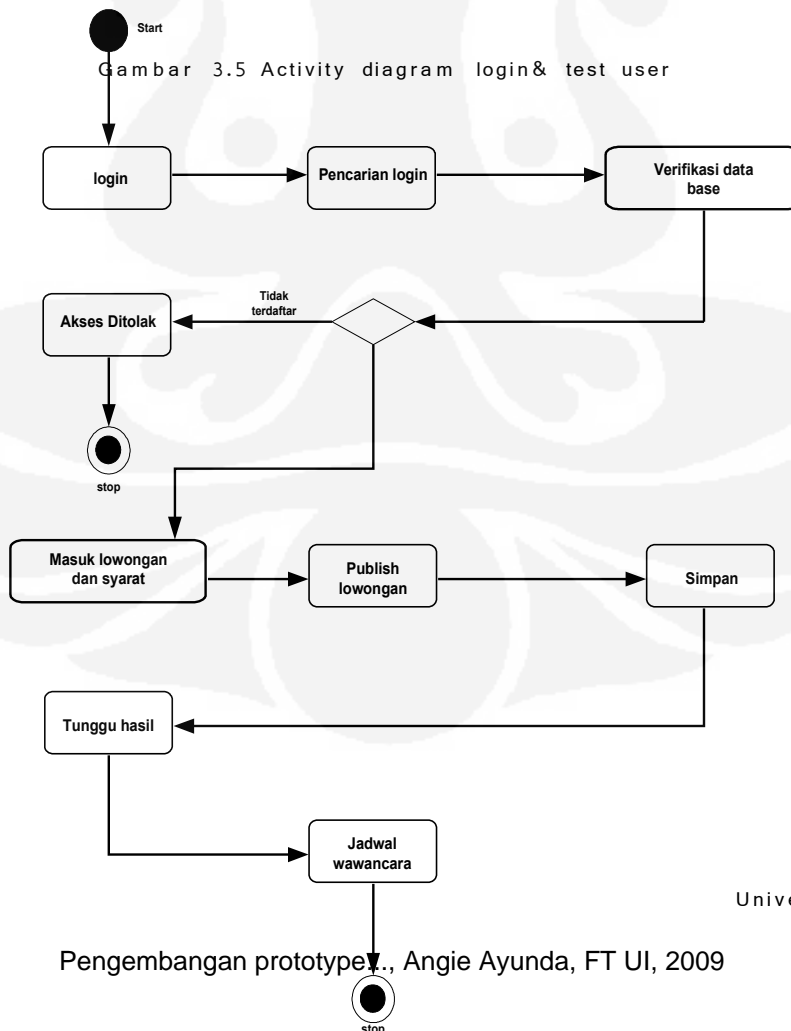 Start
Gambar 3.5 Activity diagram login& test user
login
Pencarian login
Verifikasi data
base
Akses Ditolak
Tidak
terdaftar
stop
Masuk lowongan
dan syarat
Publish
lowongan
Simpan
Tunggu hasil
Jadwal
wawancara
Unive
Pengembangan prototype..., Angie Ayunda, FT UI, 2009
stop